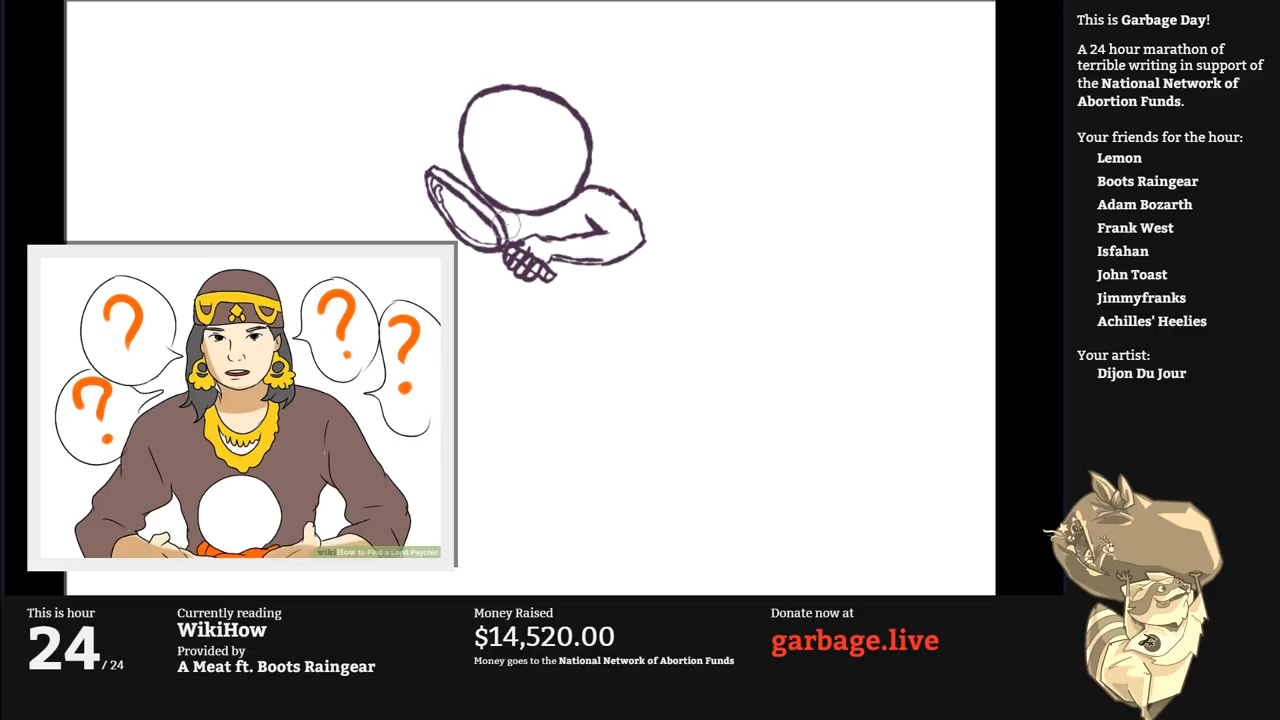 This is Garbage Day!
A 24 hour marathon of
terrible writing in support of
the National Network of
Abortion Funds.
Your friends for the hour:
Lemon
Boots Raingear
Adam Bozarth
Frank West
Isfahan
John Toast
Jimmyfranks
Achilles' Heelies
Your artist:
Dijon Du Jour
? ? ? ?
wikiHow to Find a Legit Psychic
This is hour
24 / 24
Currently reading
WikiHow
Provided by
A Meat ft. Boots Raingear
Money Raised
$14,520.00
Money goes to the National Network of Abortion Funds
Donate now at
garbage.live